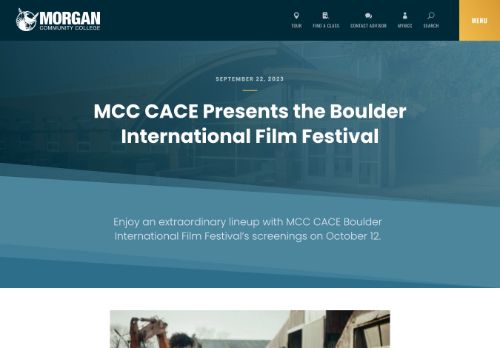 MORGAN
COMMUNITY COLLEGE
TOUR
FIND A CLASS
CONTACT ADVISOR
MYMCC
SEARCH
MENU
SEPTEMBER 22, 2023
MCC CACE Presents the Boulder
International Film Festival
Enjoy an extraordinary lineup with MCC CACE Boulder
International Film Festival's screenings on October 12.